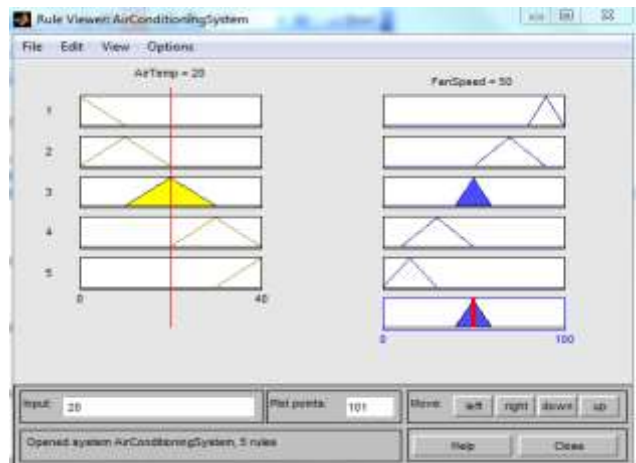 Rule Viewer: AirConditioningSystem
File Edit View Options
AirTemp = 20
FanSpeed = 50
1
2
3
4
5
0 40
0 100
Input: 20
Plot points: 101
Move: left right down up
Opened system AirConditioningSystem, 5 rules
Help Close